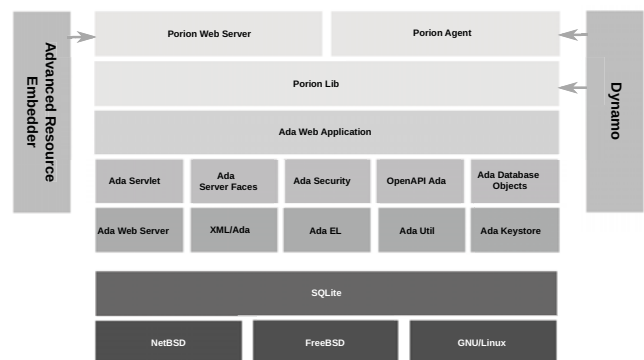 Advanced Resource
Embedder
Porion Web Server
Porion Agent
Dynamo
Porion Lib
Ada Web Application
Ada Servlet
Ada
Server Faces
Ada Security
OpenAPI Ada
Ada Database
Objects
Ada Web Server
XML/Ada
Ada EL
Ada Util
Ada Keystore
SQLite
NetBSD
FreeBSD
GNU/Linux